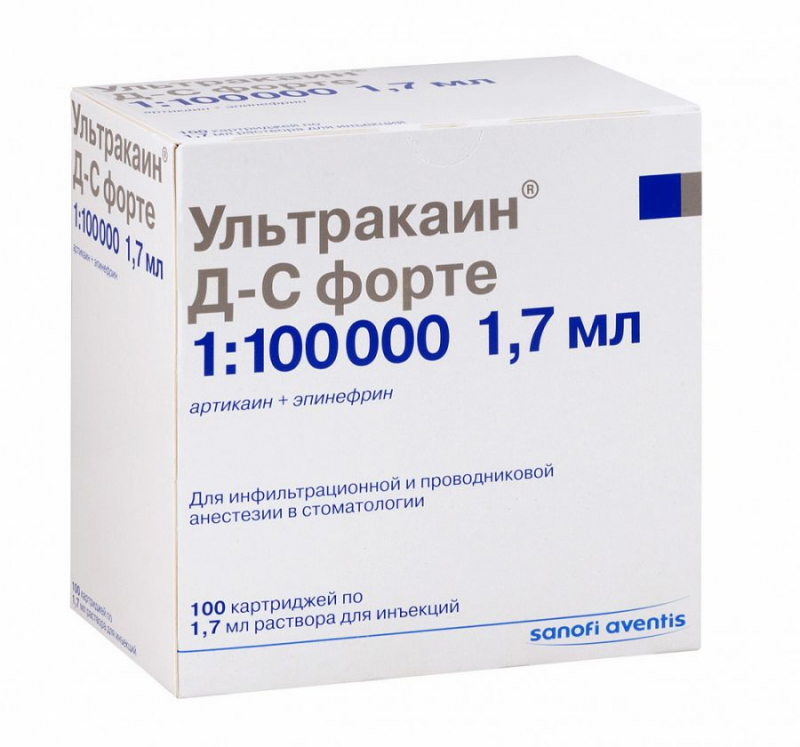 Ультракаин®
Д-С форте
1:100000 1,7 мл
артикаин + эпинефрин
100 картриджей по
1,7 мл раствора для инъекций
Ультракаин®
Д-С форте
1:100000 1,7 мл
артикаин + эпинефрин
100 картриджей по
1,7 мл раствора для инъекций
Ультракаин®
Д-С форте
1:100000 1,7 мл
артикаин + эпинефрин
Для инфильтрационной и проводниковой
анестезии в стоматологии
100 картриджей по
1,7 мл раствора для инъекций
sanofi aventis